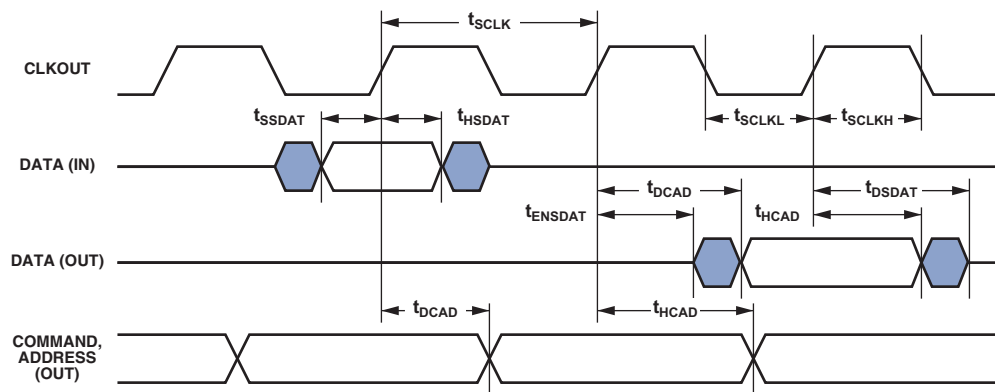 tSCLK
CLKOUT
tSSDAT
tHSDAT
tSCLKL
tSCLKH
DATA (IN)
tDCAD
tDSDAT
tENSDAT
tHCAD
DATA (OUT)
tDCAD
tHCAD
COMMAND,
ADDRESS
(OUT)